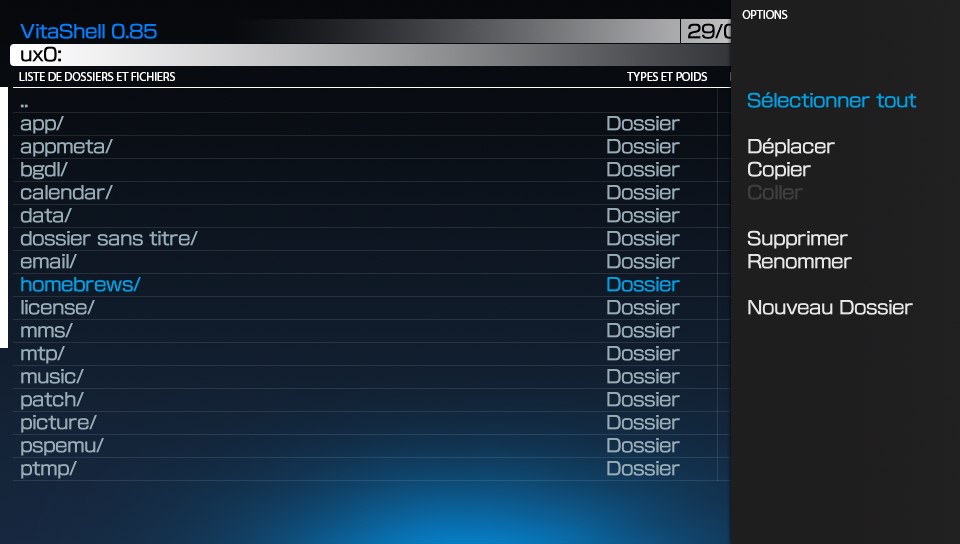 VitaShell 0.85
29/0
ux0:
LISTE DE DOSSIERS ET FICHIERS TYPES ET POIDS
..
app/ Dossier
appmeta/ Dossier
bgdl/ Dossier
calendar/ Dossier
data/ Dossier
dossier sans titre/ Dossier
email/ Dossier
homebrews/ Dossier
license/ Dossier
mms/ Dossier
mtp/ Dossier
music/ Dossier
patch/ Dossier
picture/ Dossier
pspemu/ Dossier
ptmp/ Dossier
OPTIONS
Sélectionner tout
Déplacer
Copier
Coller
Supprimer
Renommer
Nouveau Dossier